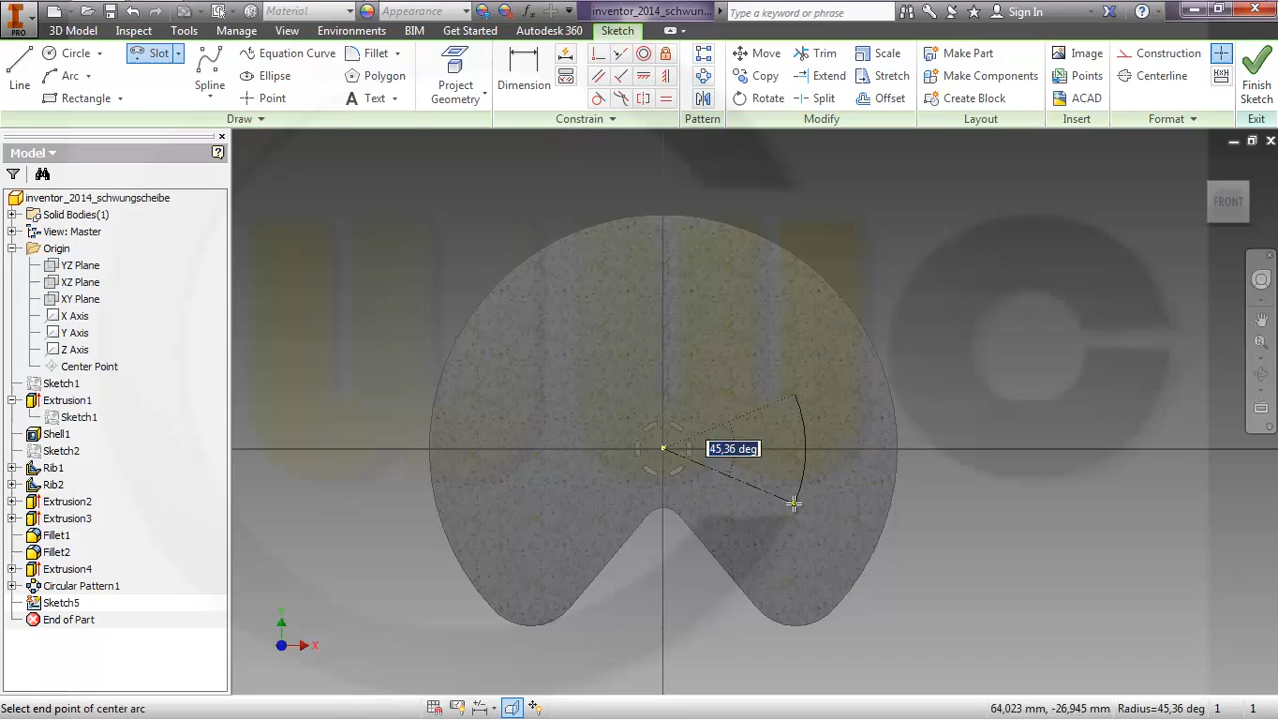 PRO
Material
Appearance
inventor_2014_schwun...
Type a keyword or phrase
Sign In
3D Model
Inspect
Tools
Manage
View
Environments
BIM
Get Started
Autodesk 360
Sketch
Line
Circle
Arc
Rectangle
Slot
Spline
Equation Curve
Ellipse
Point
Fillet
Polygon
Text
Project Geometry
Dimension
Move
Copy
Rotate
Trim
Extend
Split
Scale
Stretch
Offset
Make Part
Make Components
Create Block
Image
Points
ACAD
Construction
Centerline
Finish Sketch
Draw
Constrain
Pattern
Modify
Layout
Insert
Format
Exit
Model
inventor_2014_schwungscheibe
Solid Bodies(1)
View: Master
Origin
YZ Plane
XZ Plane
XY Plane
X Axis
Y Axis
Z Axis
Center Point
Sketch1
Extrusion1
Sketch1
Shell1
Sketch2
Rib1
Rib2
Extrusion2
Extrusion3
Fillet1
Fillet2
Extrusion4
Circular Pattern1
Sketch5
End of Part
FRONT
45,36 deg
Y
X
Select end point of center arc
64,023 mm, -26,945 mm
Radius=45,36 deg
1
1